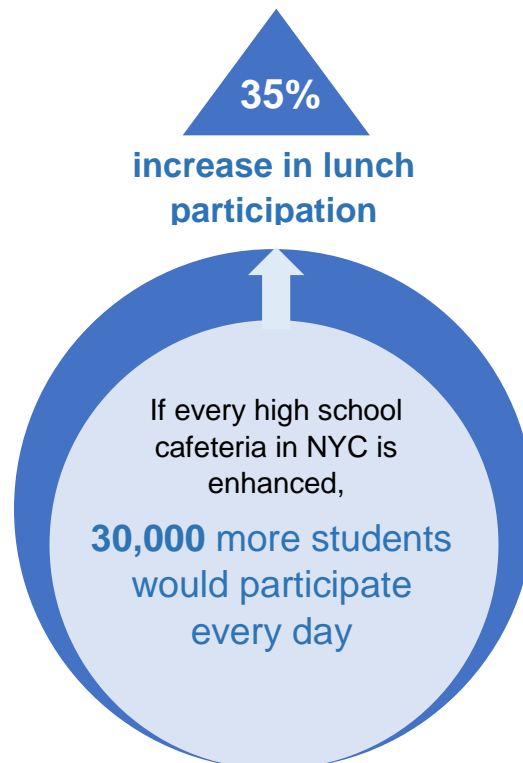 35%
increase in lunch
participation
If every high school
cafeteria in NYC is
enhanced,
30,000 more students
would participate
every day